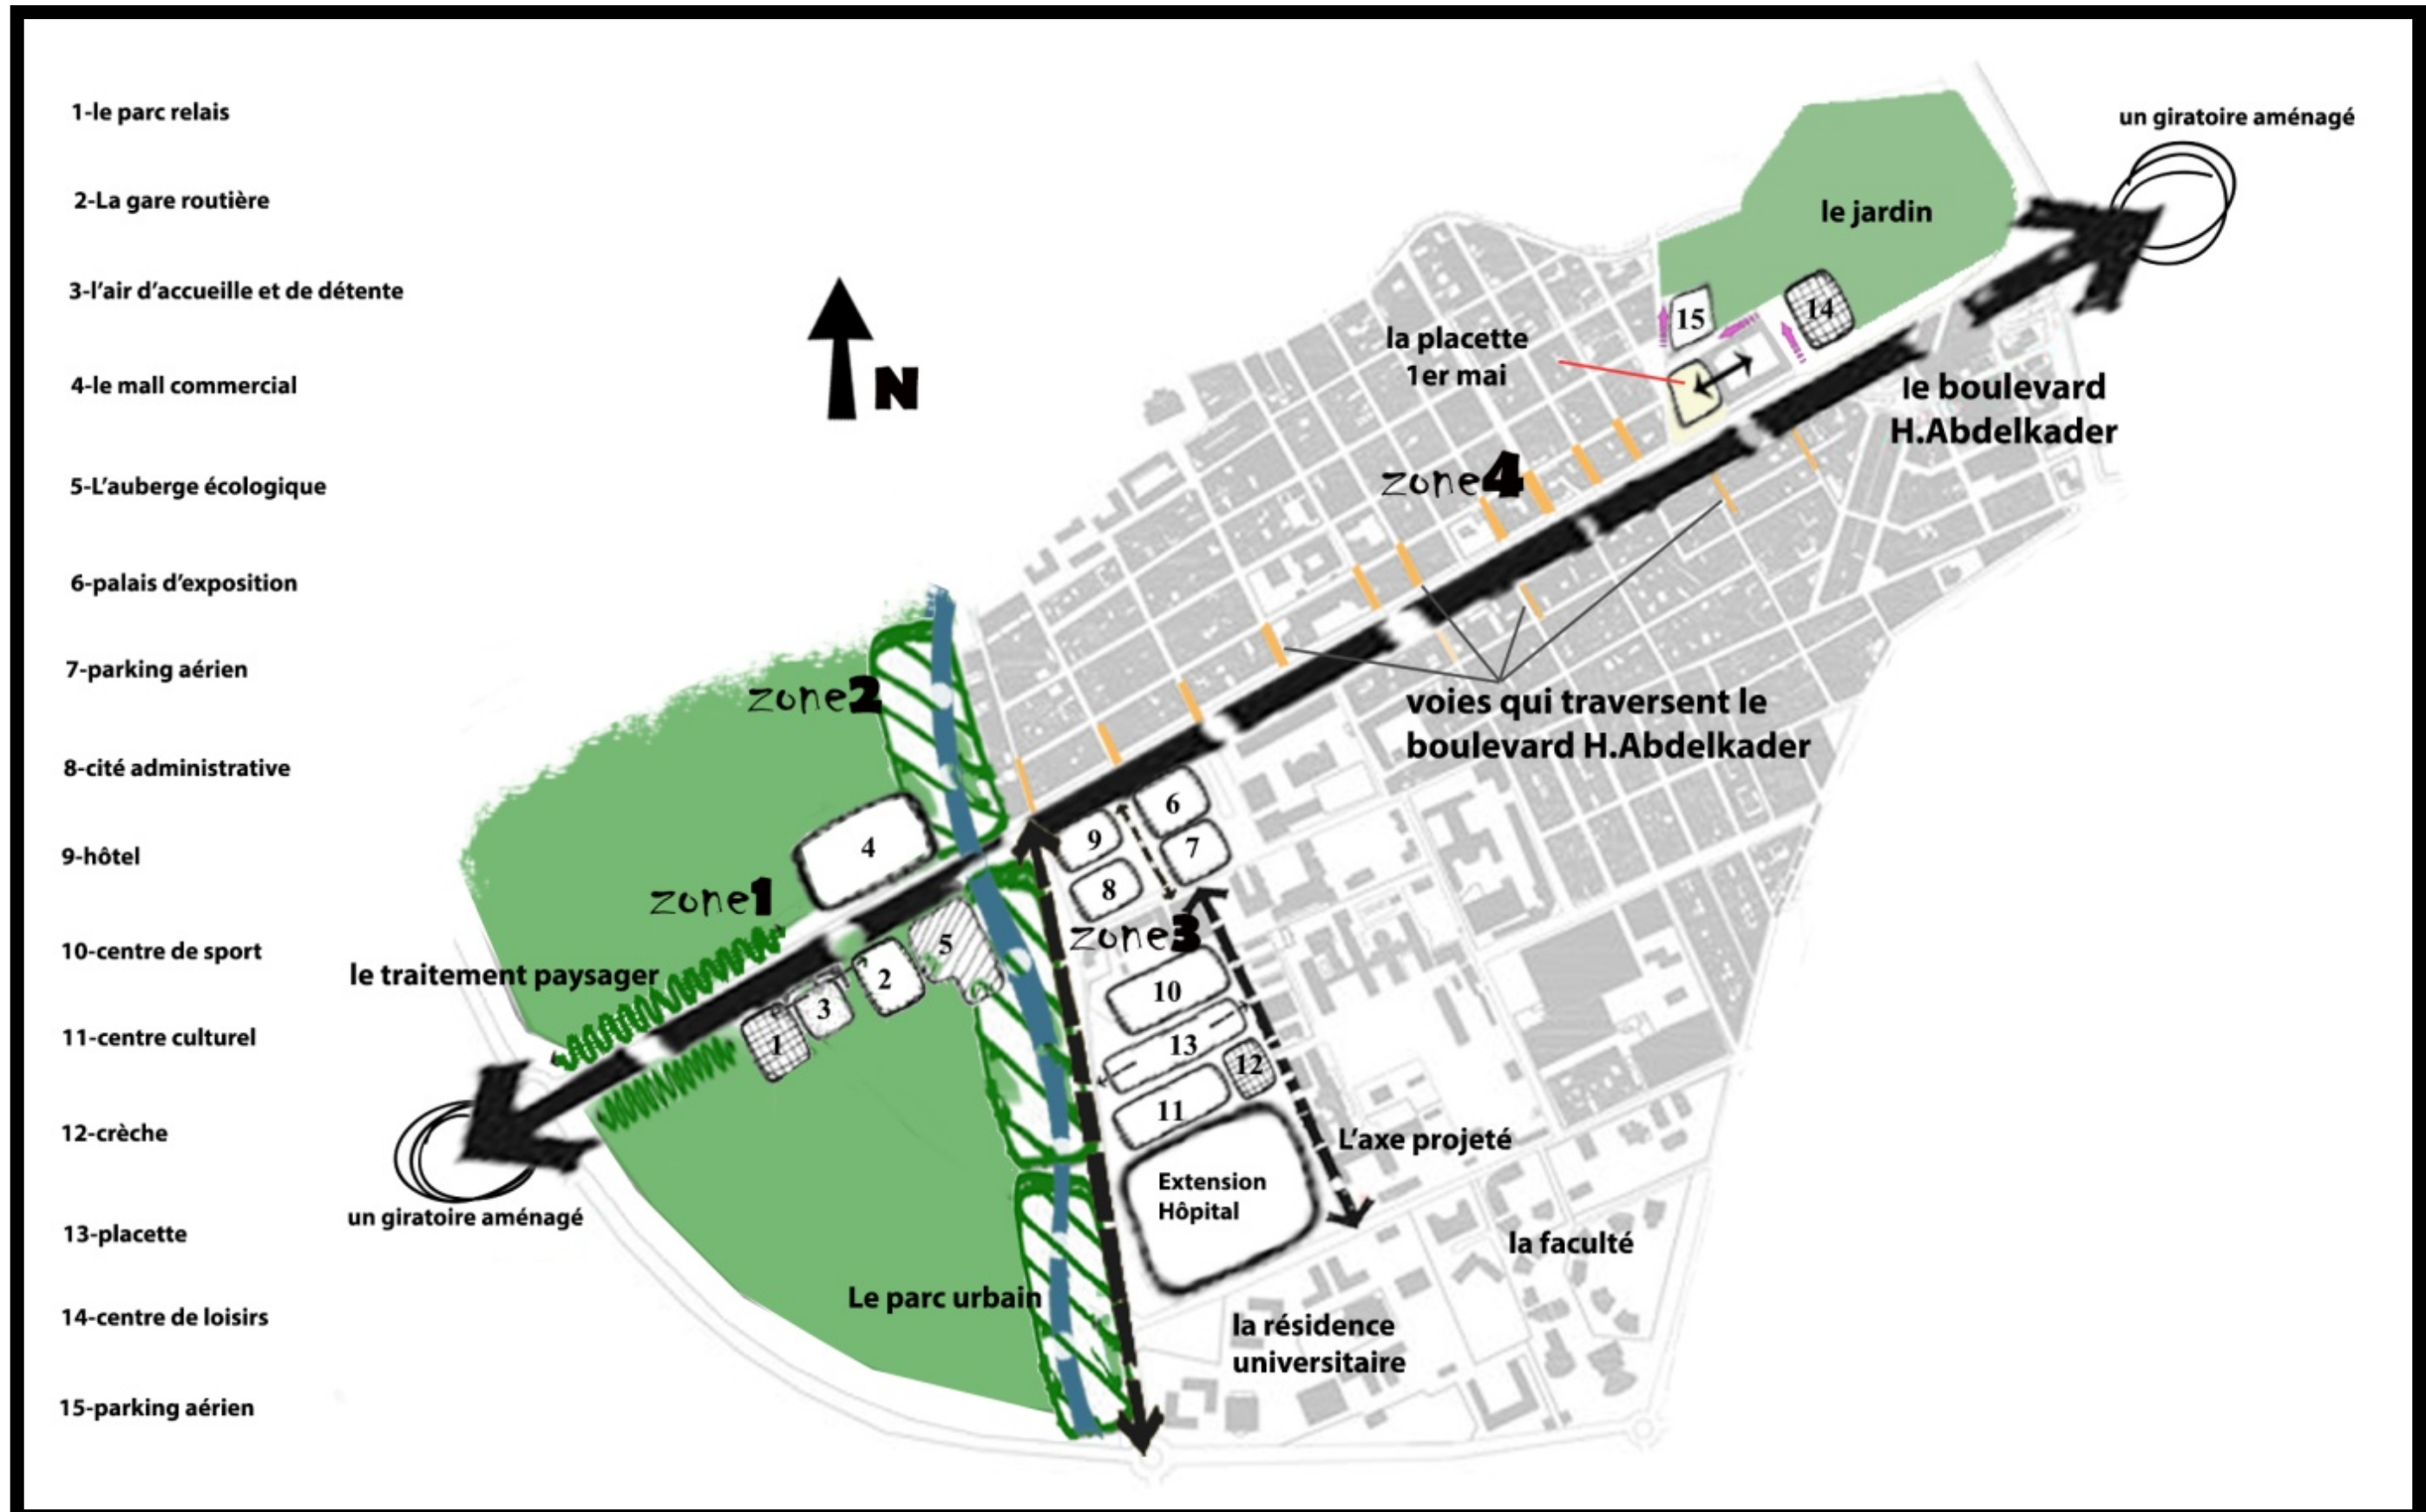 1-le parc relais
2-La gare routière
3-l'air d'accueille et de détente
4-le mall commercial
5-L'auberge écologique
6-palais d'exposition
7-parking aérien
8-cité administrative
9-hôtel
10-centre de sport
11-centre culturel
12-crèche
13-placette
14-centre de loisirs
15-parking aérien
un giratoire aménagé
le jardin
15
14
la placette
1er mai
N
le boulevard
H.Abdelkader
zone4
zone2
voies qui traversent le
boulevard H.Abdelkader
6
9
7
4
8
zone1
zone3
5
le traitement paysager
2
10
3
1
13
12
11
L'axe projeté
Extension
Hôpital
un giratoire aménagé
la faculté
Le parc urbain
la résidence
universitaire